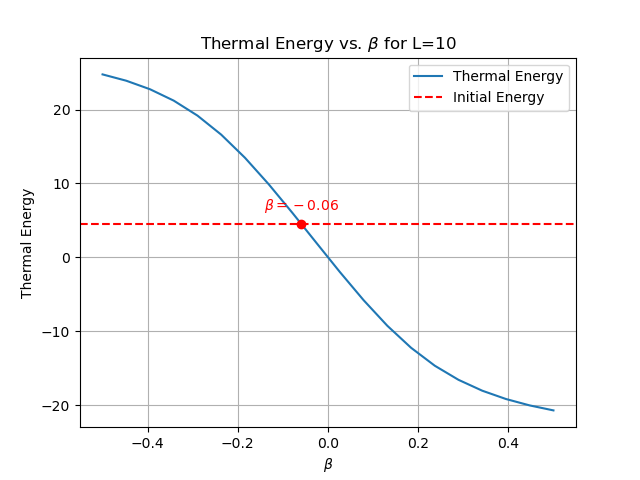 Thermal Energy vs. β for L=10
Thermal Energy
Initial Energy
β = −0.06
Thermal Energy
20
10
0
−10
−20
−0.4
−0.2
0.0
0.2
0.4
β